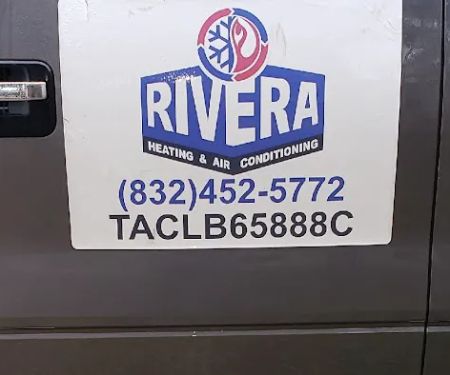 RIVERA
HEATING & AIR CONDITIONING
(832)452-5772
TACLB65888C